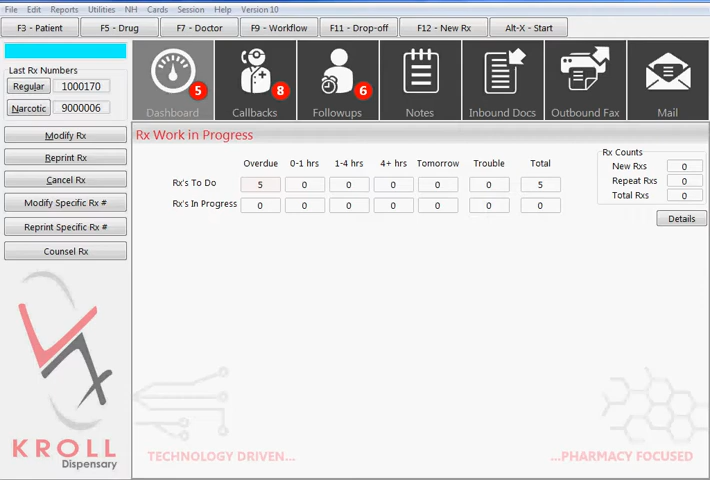 File Edit Reports Utilities NH Cards Session Help Version 10
F3 - Patient F5 - Drug F7 - Doctor F9 - Workflow F11 - Drop-off F12 - New Rx Alt-X - Start
Last Rx Numbers
Regular 1000170
Narcotic 9000006
Modify Rx
Reprint Rx
Cancel Rx
Modify Specific Rx #
Reprint Specific Rx #
Counsel Rx
KROLL
Dispensary
5 8 6
Dashboard Callbacks Followups Notes Inbound Docs Outbound Fax Mail
Rx Work in Progress
Overdue 0-1 hrs 1-4 hrs 4+ hrs Tomorrow Trouble Total
Rx's To Do 5 0 0 0 0 0 5
Rx's In Progress 0 0 0 0 0 0 0
Rx Counts
New Rxs 0
Repeat Rxs 0
Total Rxs 0
Details
TECHNOLOGY DRIVEN... ...PHARMACY FOCUSED